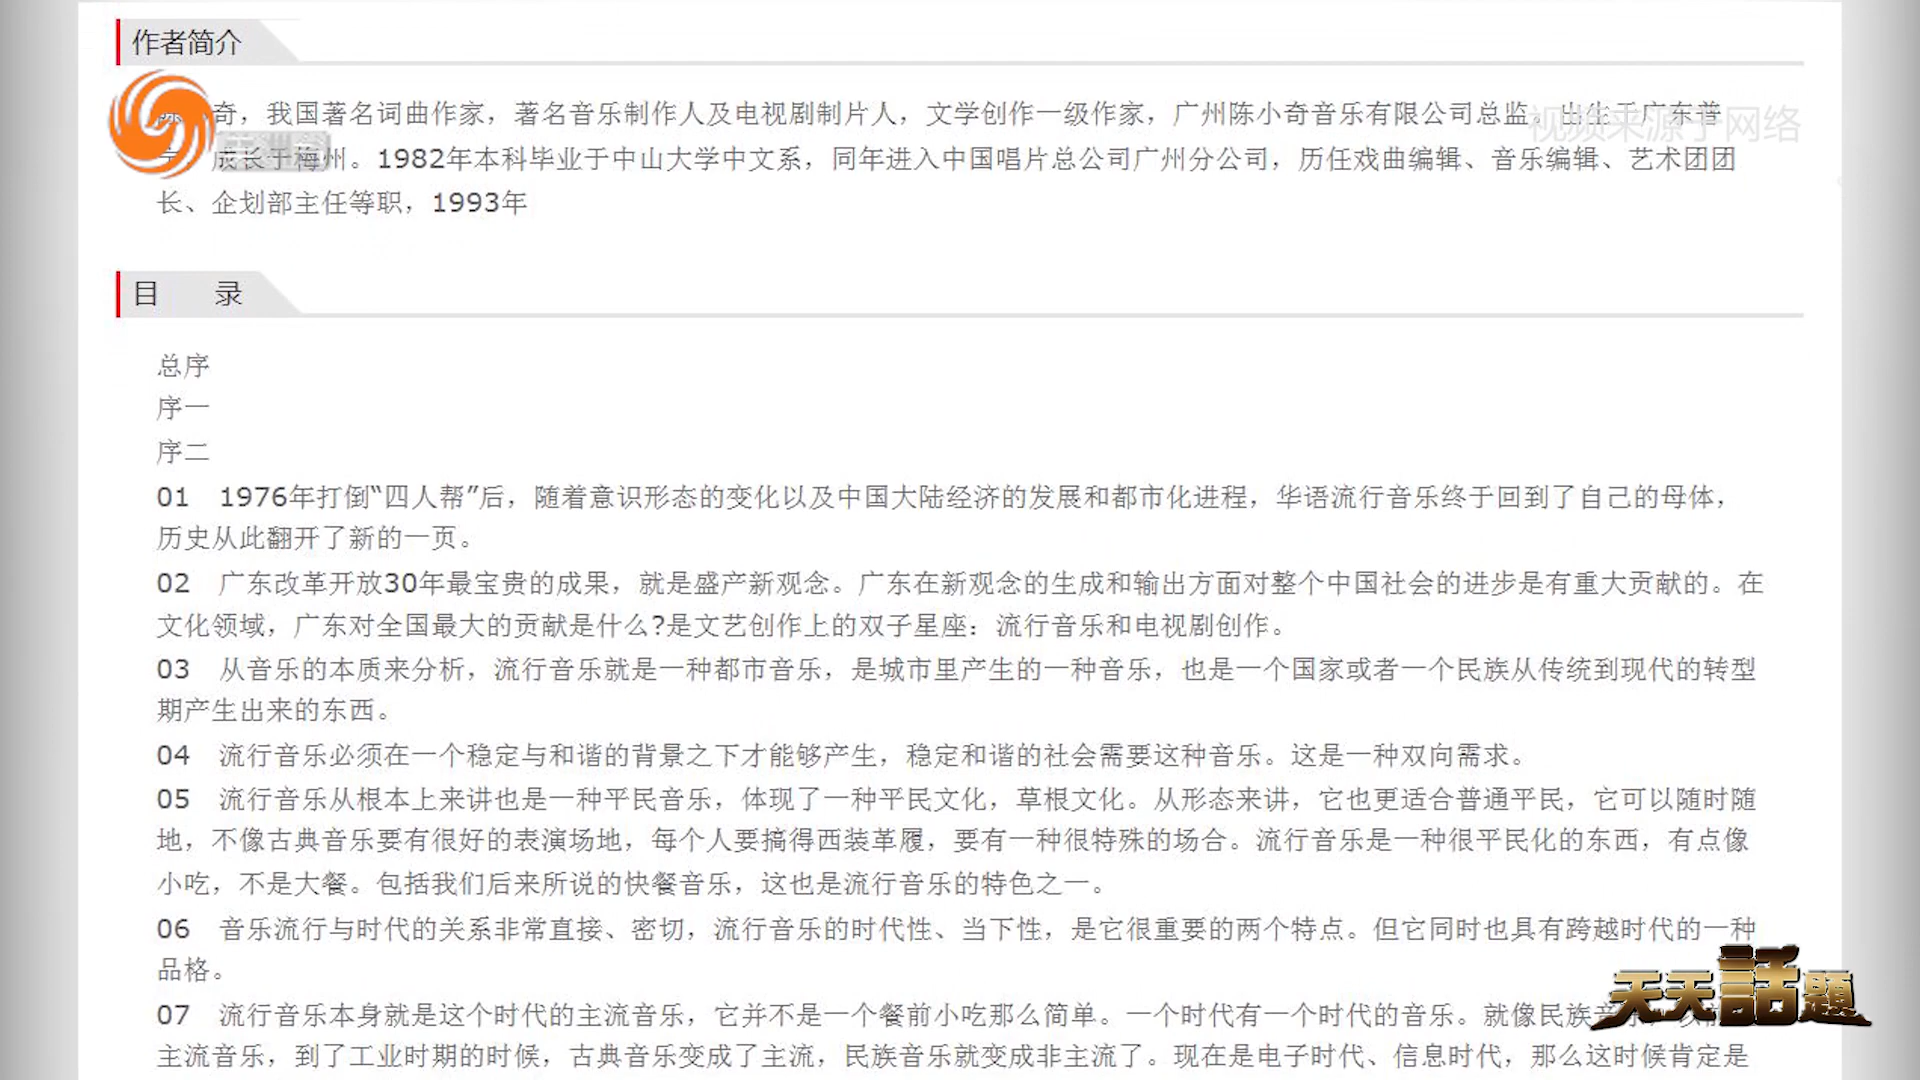 作者简介
奇，我国著名词曲作家，著名音乐制作人及电视剧制片人，文学创作一级作家，广州陈小奇音乐有限公司总监。出生于广东普
视频来源于网络
成长于梅州。1982年本科毕业于中山大学中文系，同年进入中国唱片总公司广州分公司，历任戏曲编辑、音乐编辑、艺术团团
长、企划部主任等职，1993年
目 录
总序
序一
序二
01 1976年打倒“四人帮”后，随着意识形态的变化以及中国大陆经济的发展和都市化进程，华语流行音乐终于回到了自己的母体，
历史从此翻开了新的一页。
02 广东改革开放30年最宝贵的成果，就是盛产新观念。广东在新观念的生成和输出方面对整个中国社会的进步是有重大贡献的。在
文化领域，广东对全国最大的贡献是什么?是文艺创作上的双子星座：流行音乐和电视剧创作。
03 从音乐的本质来分析，流行音乐就是一种都市音乐，是城市里产生的一种音乐，也是一个国家或者一个民族从传统到现代的转型
期产生出来的东西。
04 流行音乐必须在一个稳定与和谐的背景之下才能够产生，稳定和谐的社会需要这种音乐。这是一种双向需求。
05 流行音乐从根本上来讲也是一种平民音乐，体现了一种平民文化，草根文化。从形态来讲，它也更适合普通平民，它可以随时随
地，不像古典音乐要有很好的表演场地，每个人要搞得西装革履，要有一种很特殊的场合。流行音乐是一种很平民化的东西，有点像
小吃，不是大餐。包括我们后来所说的快餐音乐，这也是流行音乐的特色之一。
06 音乐流行与时代的关系非常直接、密切，流行音乐的时代性、当下性，是它很重要的两个特点。但它同时也具有跨越时代的一种
品格。
07 流行音乐本身就是这个时代的主流音乐，它并不是一个餐前小吃那么简单。一个时代有一个时代的音乐。就像民族音
天天話題
主流音乐，到了工业时期的时候，古典音乐变成了主流，民族音乐就变成非主流了。现在是电子时代、信息时代，那么这时候肯定是